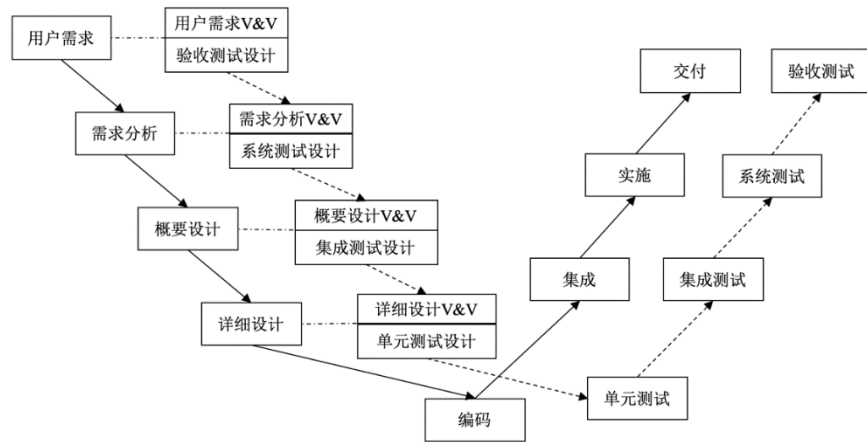 用户需求
用户需求V&V
验收测试设计
交付
验收测试
需求分析
需求分析V&V
系统测试设计
实施
系统测试
概要设计
概要设计V&V
集成测试设计
集成
集成测试
详细设计
详细设计V&V
单元测试设计
编码
单元测试